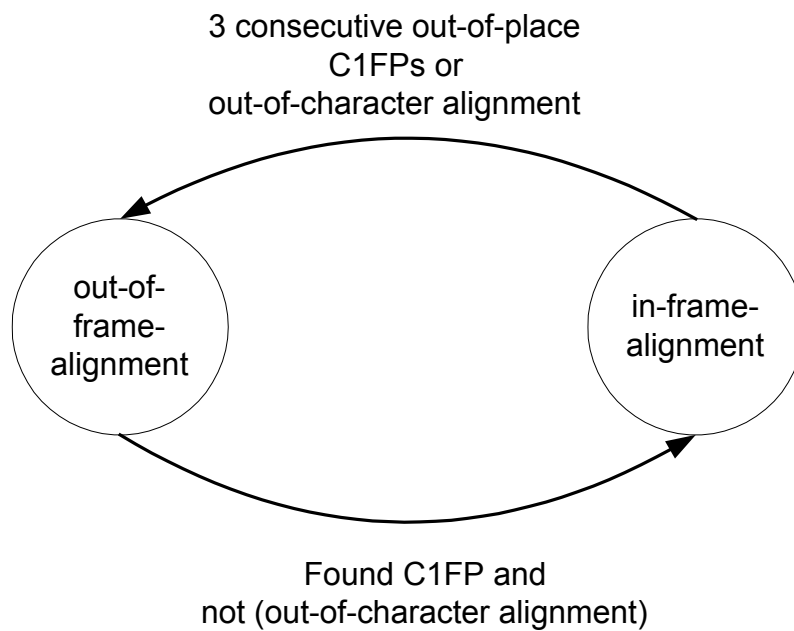 3 consecutive out-of-place
C1FPs or
out-of-character alignment
out-of-
frame-
alignment
in-frame-
alignment
Found C1FP and
not (out-of-character alignment)